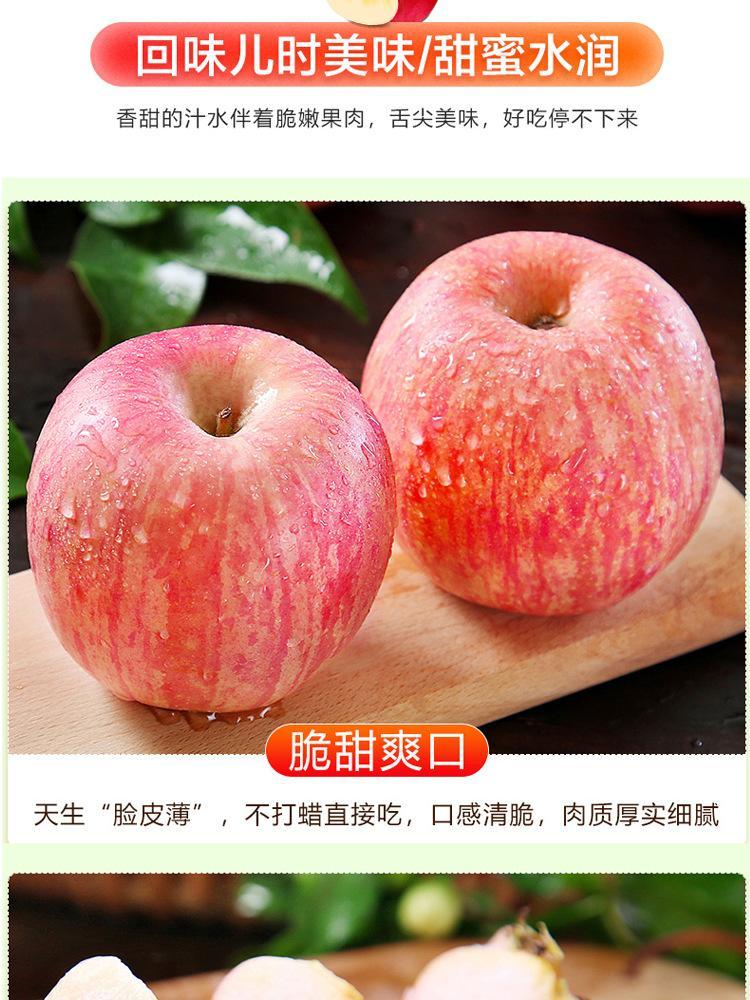 回味儿时美味/甜蜜水润
香甜的汁水伴着脆嫩果肉，舌尖美味，好吃停不下来
脆甜爽口
天生“脸皮薄”，不打蜡直接吃，口感清脆，肉质厚实细腻